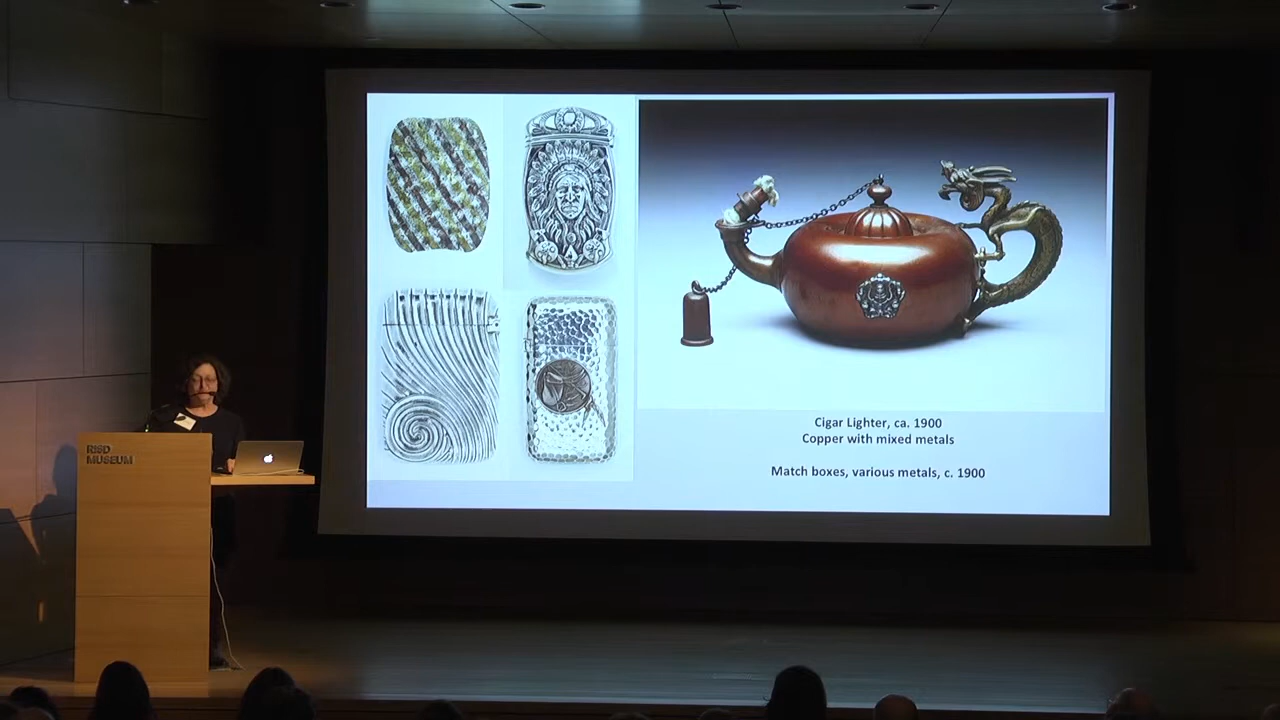 RISD
MUSEUM
Cigar Lighter, ca. 1900
Copper with mixed metals
Match boxes, various metals, c. 1900